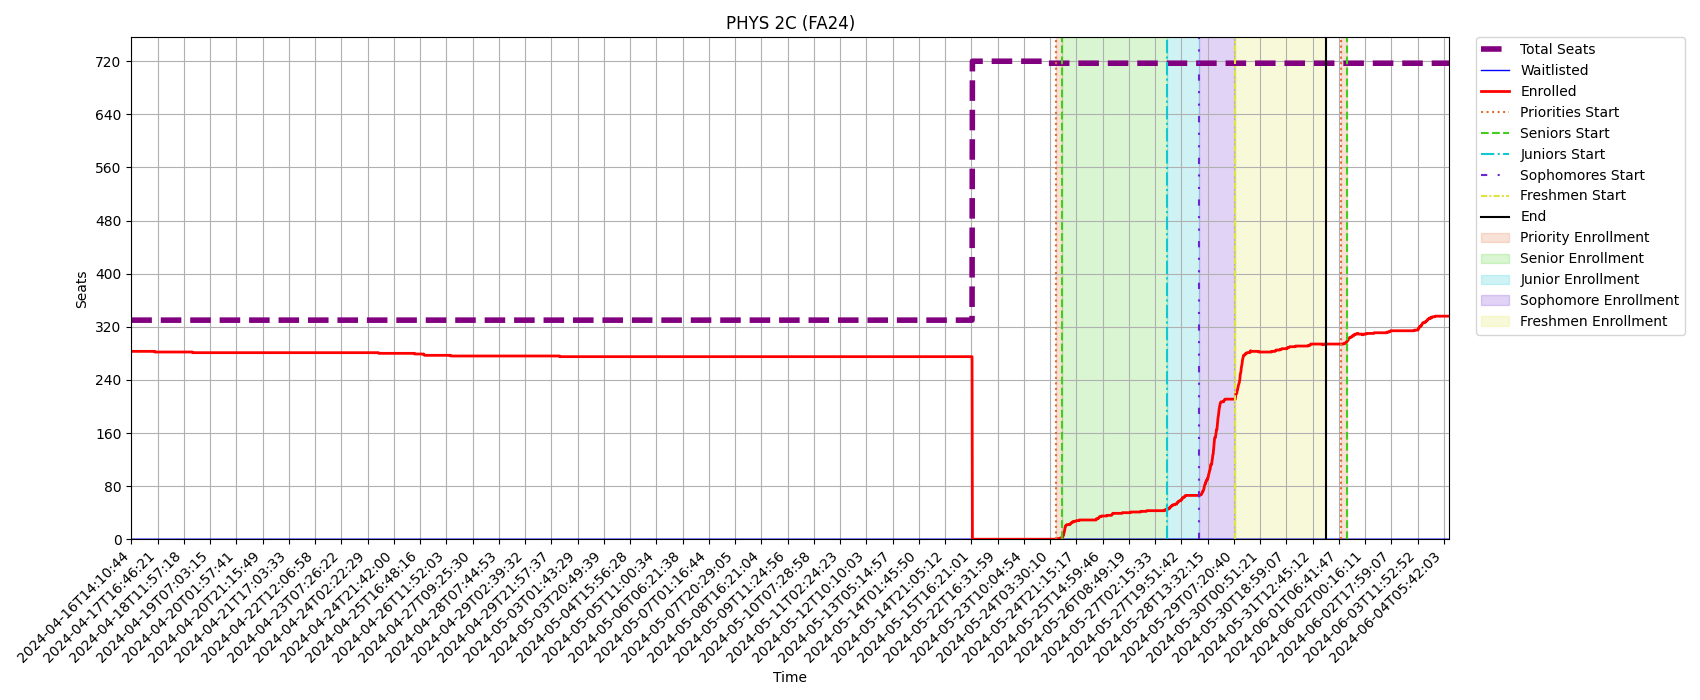 PHYS 2C (FA24)
Seats
720
640
560
480
400
320
240
160
80
0
2024-04-16T14:10:44
2024-04-17T16:46:21
2024-04-18T11:57:18
2024-04-19T07:03:15
2024-04-20T01:57:41
2024-04-20T21:15:49
2024-04-21T17:03:33
2024-04-22T12:06:58
2024-04-23T07:26:22
2024-04-24T02:22:29
2024-04-24T21:42:00
2024-04-25T16:48:16
2024-04-26T11:52:03
2024-04-27T09:25:30
2024-04-28T07:44:53
2024-04-29T02:39:32
2024-04-29T21:57:37
2024-05-03T01:43:29
2024-05-03T20:49:39
2024-05-04T15:56:28
2024-05-05T11:00:34
2024-05-06T06:21:38
2024-05-07T01:16:44
2024-05-07T20:29:05
2024-05-08T16:21:04
2024-05-09T11:24:56
2024-05-10T07:28:58
2024-05-11T02:24:23
2024-05-12T10:10:03
2024-05-13T05:14:57
2024-05-14T01:45:50
2024-05-14T21:05:12
2024-05-15T16:21:01
2024-05-22T16:31:59
2024-05-23T10:04:54
2024-05-24T03:30:10
2024-05-24T21:15:17
2024-05-25T14:59:46
2024-05-26T08:49:19
2024-05-27T02:15:33
2024-05-27T19:51:42
2024-05-28T13:32:15
2024-05-29T07:20:40
2024-05-30T00:51:21
2024-05-30T18:59:07
2024-05-31T12:45:12
2024-06-01T06:41:47
2024-06-02T00:16:11
2024-06-02T17:59:07
2024-06-03T11:52:52
2024-06-04T05:42:03
Time
Total Seats
Waitlisted
Enrolled
Priorities Start
Seniors Start
Juniors Start
Sophomores Start
Freshmen Start
End
Priority Enrollment
Senior Enrollment
Junior Enrollment
Sophomore Enrollment
Freshmen Enrollment